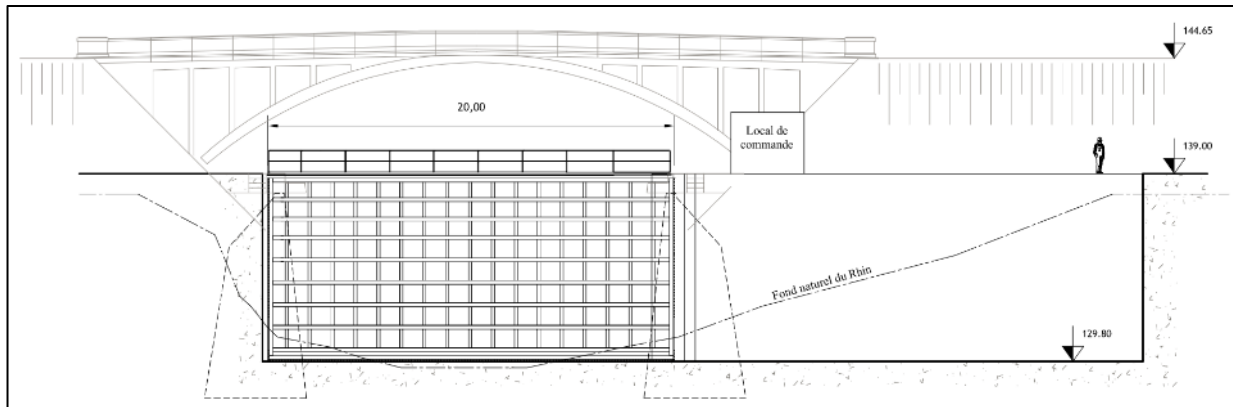 144.65
20,00
Local de
commande
139.00
Fond naturel du Rhin
129.80